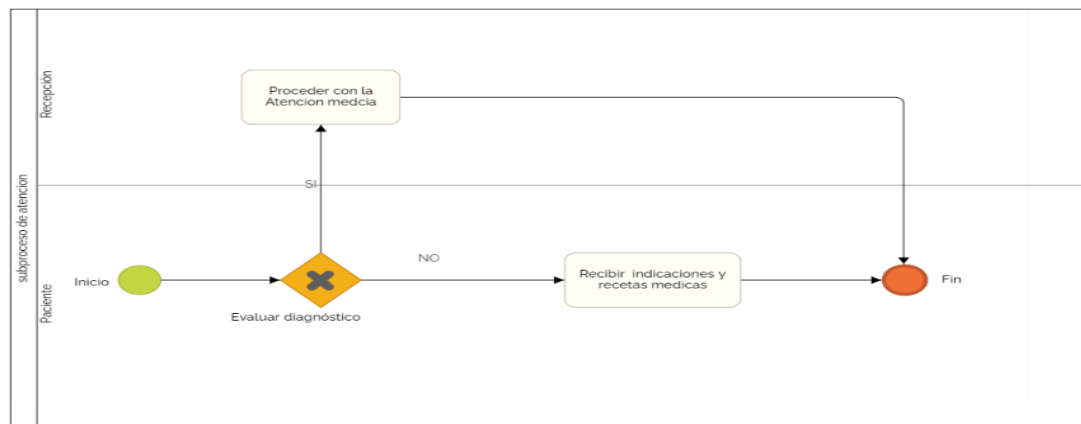 subproceso de atencion
Recepción
Proceder con la
Atencion medcia
SI
Paciente
Inicio
Evaluar diagnóstico
NO
Recibir indicaciones y
recetas medicas
Fin